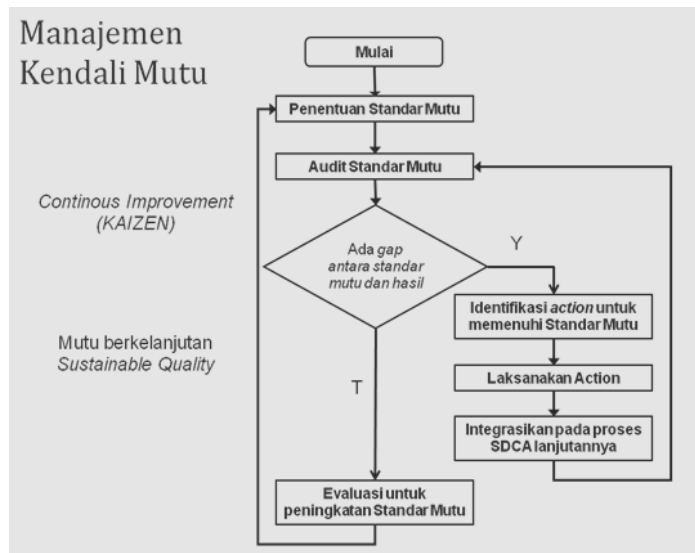 Manajemen
Kendali Mutu
Mulai
Penentuan Standar Mutu
Audit Standar Mutu
Continous Improvement
(KAIZEN)
Ada gap
antara standar
mutu dan hasil
Y
Identifikasi action untuk
memenuhi Standar Mutu
Mutu berkelanjutan
Sustainable Quality
Laksanakan Action
T
Integrasikan pada proses
SDCA lanjutannya
Evaluasi untuk
peningkatan Standar Mutu